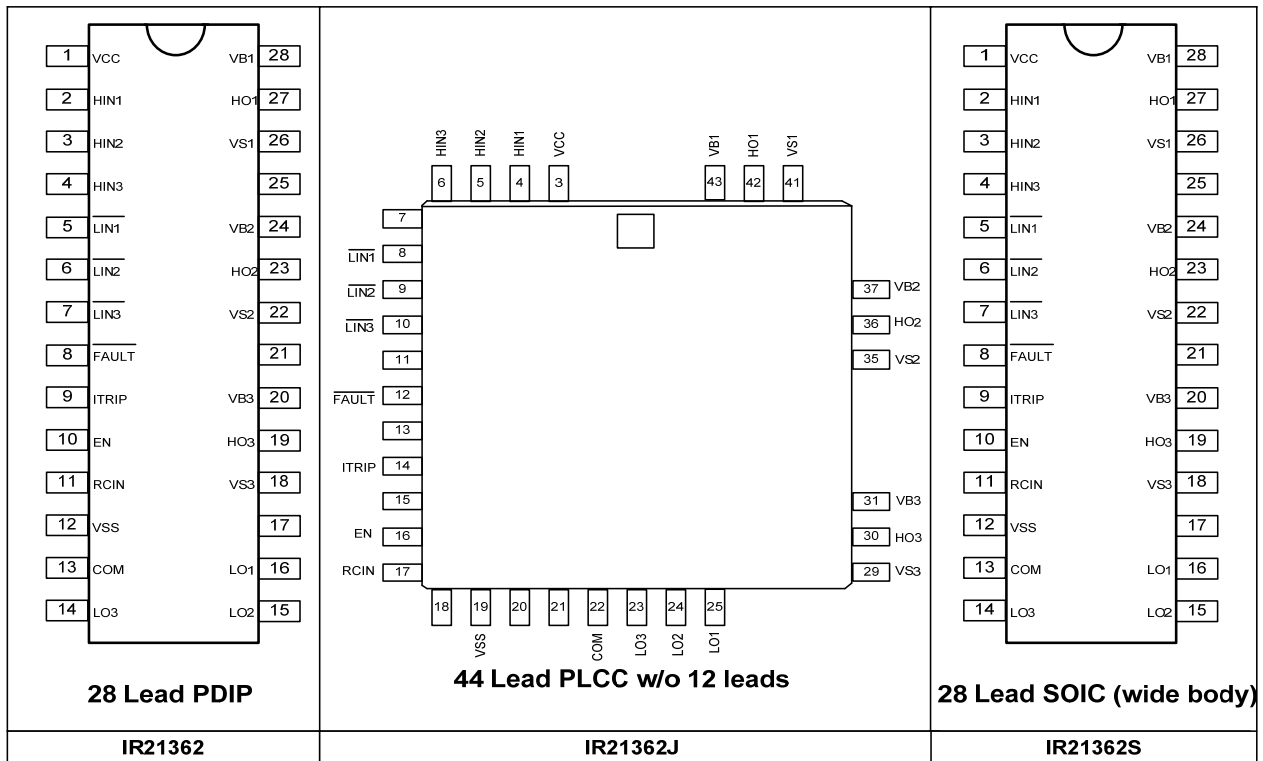 1 VCC VB1 28
2 HIN1 HO1 27
3 HIN2 VS1 26
4 HIN3 25
5 LIN1 VB2 24
6 LIN2 HO2 23
7 LIN3 VS2 22
8 FAULT 21
9 ITRIP VB3 20
10 EN HO3 19
11 RCIN VS3 18
12 VSS 17
13 COM LO1 16
14 LO3 LO2 15
28 Lead PDIP
IR21362
HIN3 HIN2 HIN1 VCC VB1 HO1 VS1
6 5 4 3 43 42 41
7
LIN1 8
LIN2 9 37 VB2
LIN3 10 36 HO2
11 35 VS2
FAULT 12
13
ITRIP 14
15 31 VB3
EN 16 30 HO3
RCIN 17 29 VS3
18 19 20 21 22 23 24 25
VSS COM LO3 LO2 LO1
44 Lead PLCC w/o 12 leads
IR21362J
1 VCC VB1 28
2 HIN1 HO1 27
3 HIN2 VS1 26
4 HIN3 25
5 LIN1 VB2 24
6 LIN2 HO2 23
7 LIN3 VS2 22
8 FAULT 21
9 ITRIP VB3 20
10 EN HO3 19
11 RCIN VS3 18
12 VSS 17
13 COM LO1 16
14 LO3 LO2 15
28 Lead SOIC (wide body)
IR21362S